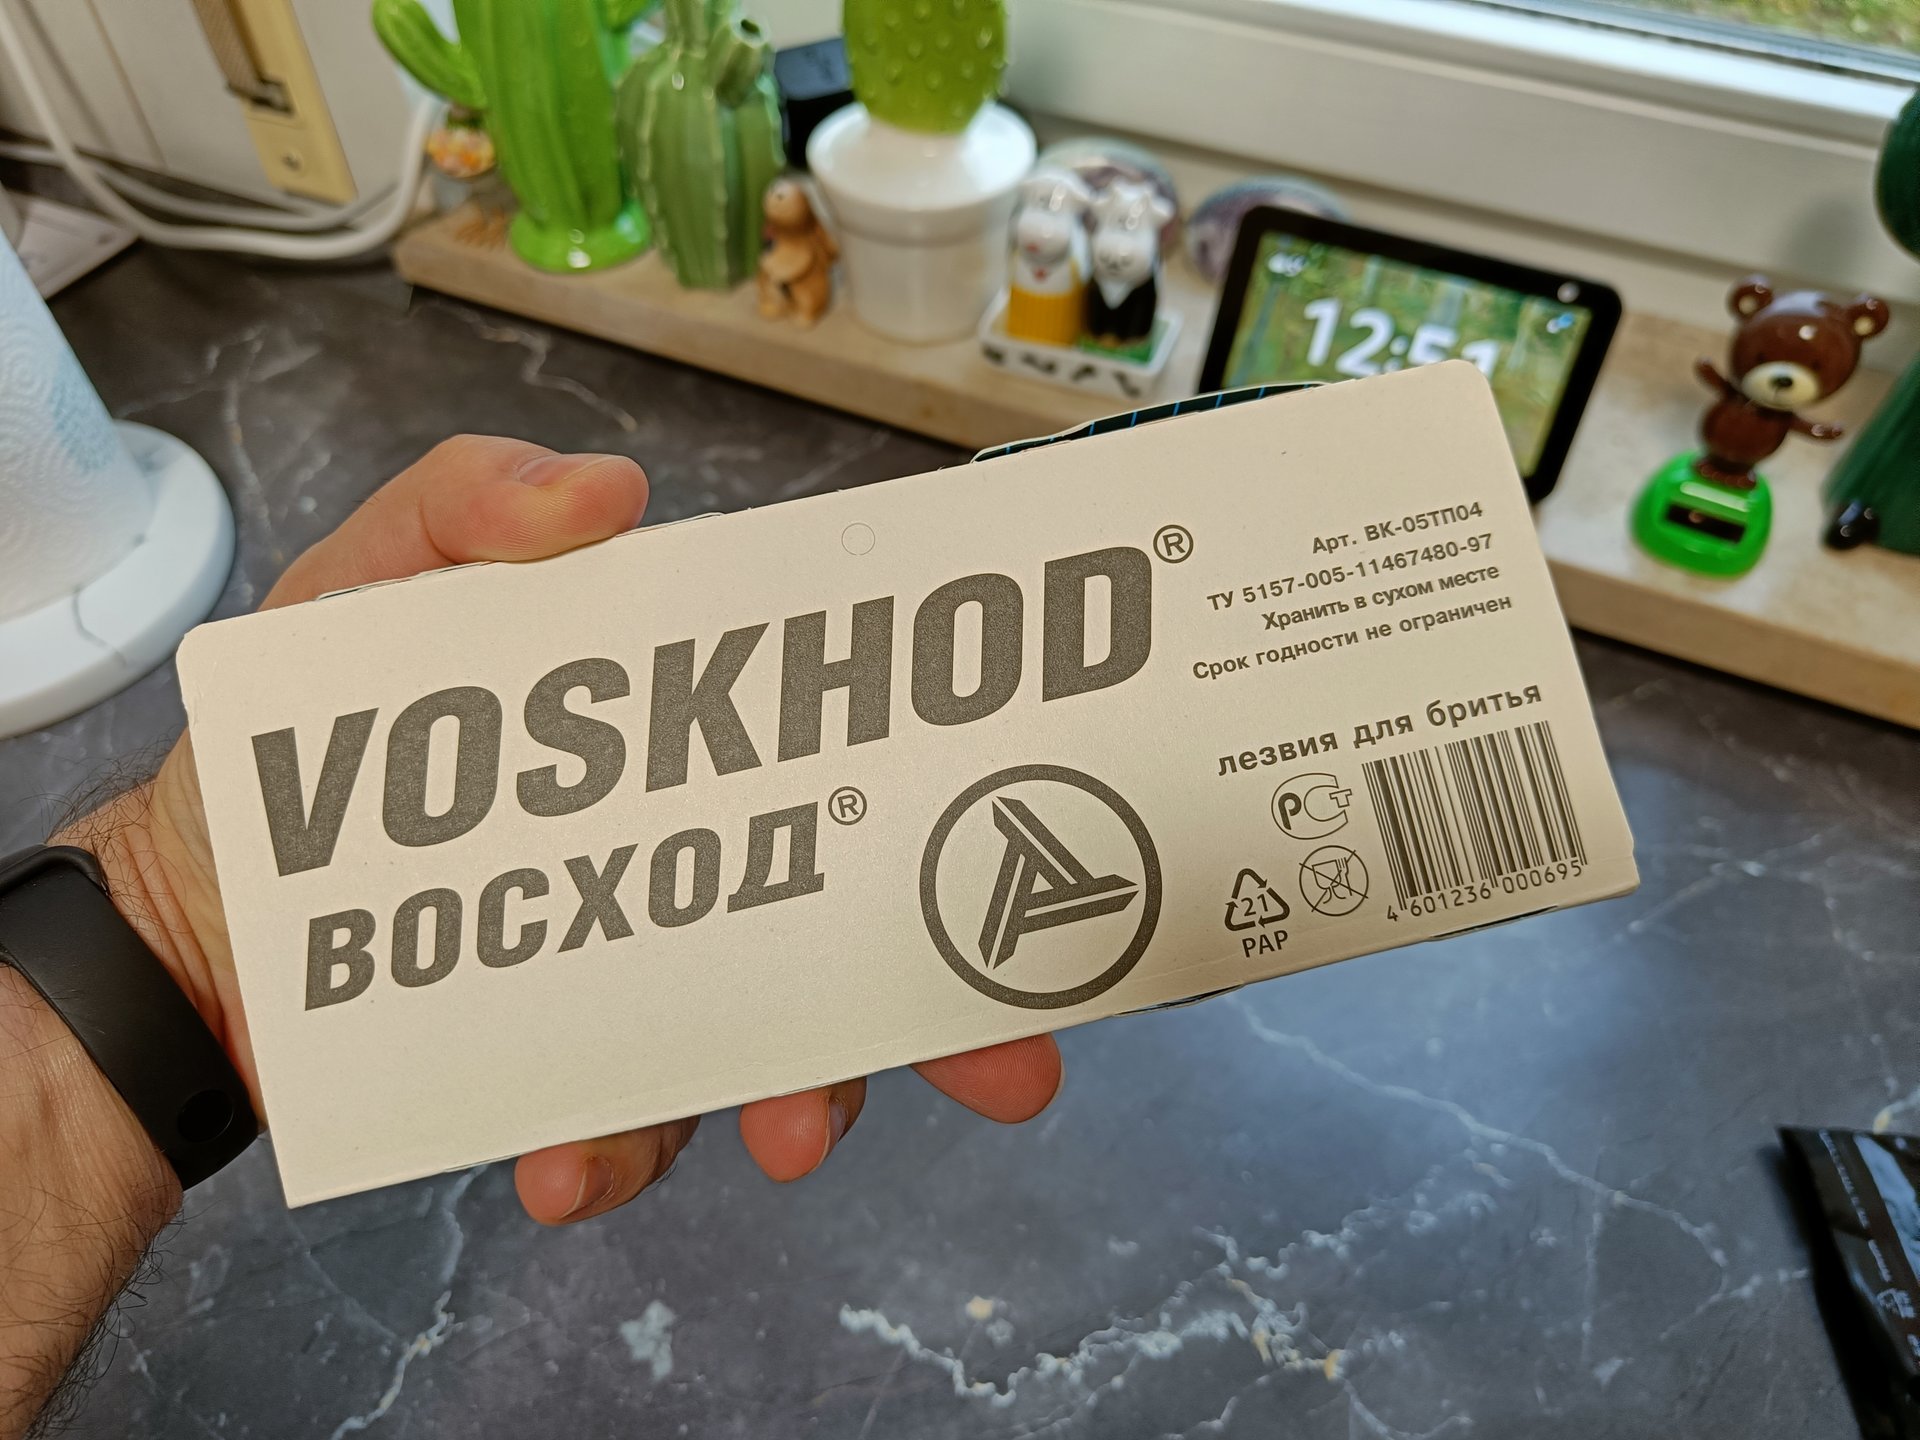 12:51
VOSKHOD®
ВОСХОД®
Арт. ВК-05ТП04
ТУ 5157-005-11467480-97
Хранить в сухом месте
Срок годности не ограничен
лезвия для бритья
РСТ
21
PAP
4 601236 000695